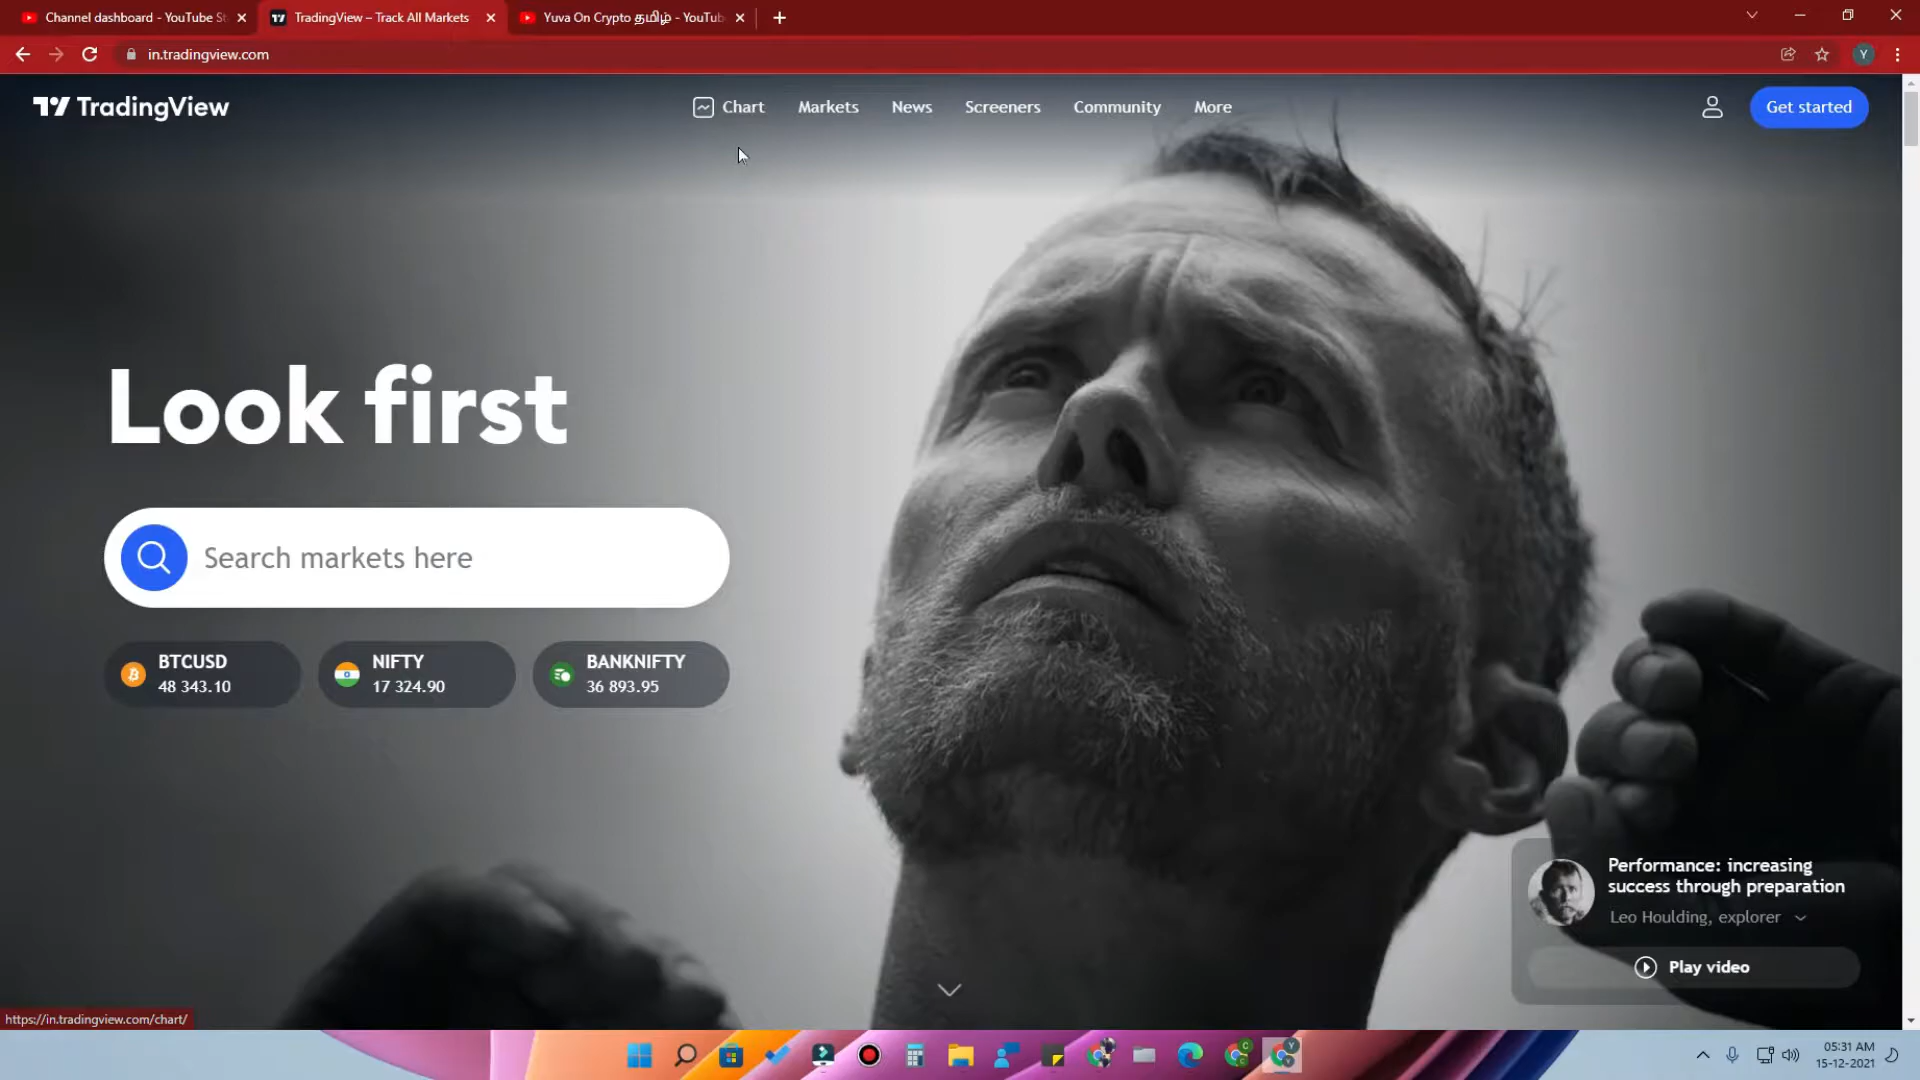 Channel dashboard - YouTube St
TradingView – Track All Markets
Yuva On Crypto தமிழ் - YouTub
in.tradingview.com
Y
TradingView
Chart
Markets
News
Screeners
Community
More
Get started
Look first
Search markets here
BTCUSD
48 343.10
NIFTY
17 324.90
BANKNIFTY
36 893.95
Performance: increasing
success through preparation
Leo Houlding, explorer
Play video
https://in.tradingview.com/chart/
05:31 AM
15-12-2021